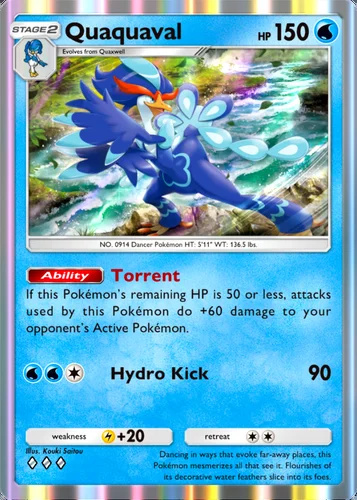 STAGE 2 Quaquaval HP 150
Evolves from Quaxwell
NO. 0914 Dancer Pokémon HT: 5'11" WT: 136.5 lbs.
Ability Torrent
If this Pokémon's remaining HP is 50 or less, attacks
used by this Pokémon do +60 damage to your
opponent's Active Pokémon.
Hydro Kick 90
weakness +20 retreat
Illus. Kouki Saitou
Dancing in ways that evoke far-away places, this
Pokémon mesmerizes all that see it. Flourishes of
its decorative water feathers slice into its foes.